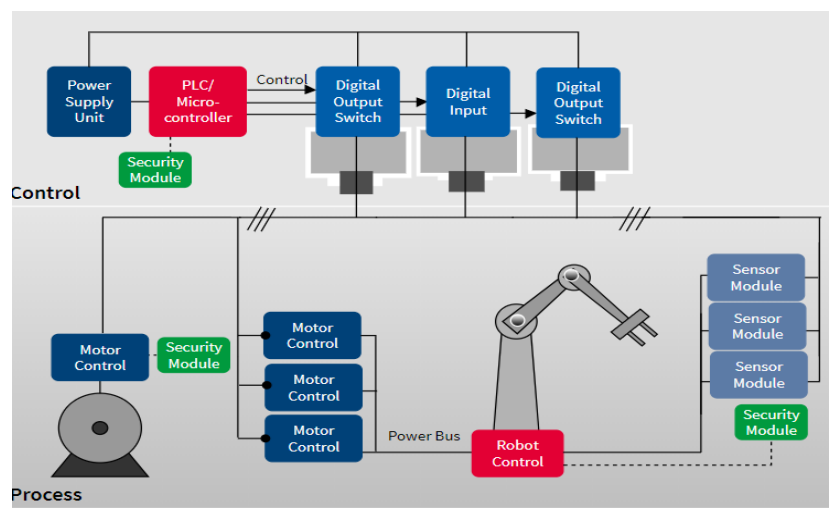 Power
Supply
Unit
PLC/
Micro-
controller
Control
Digital
Output
Switch
Digital
Input
Digital
Output
Switch
Security
Module
Control
Motor
Control
Security
Module
Motor
Control
Motor
Control
Motor
Control
Power Bus
Robot
Control
Sensor
Module
Sensor
Module
Sensor
Module
Security
Module
Process